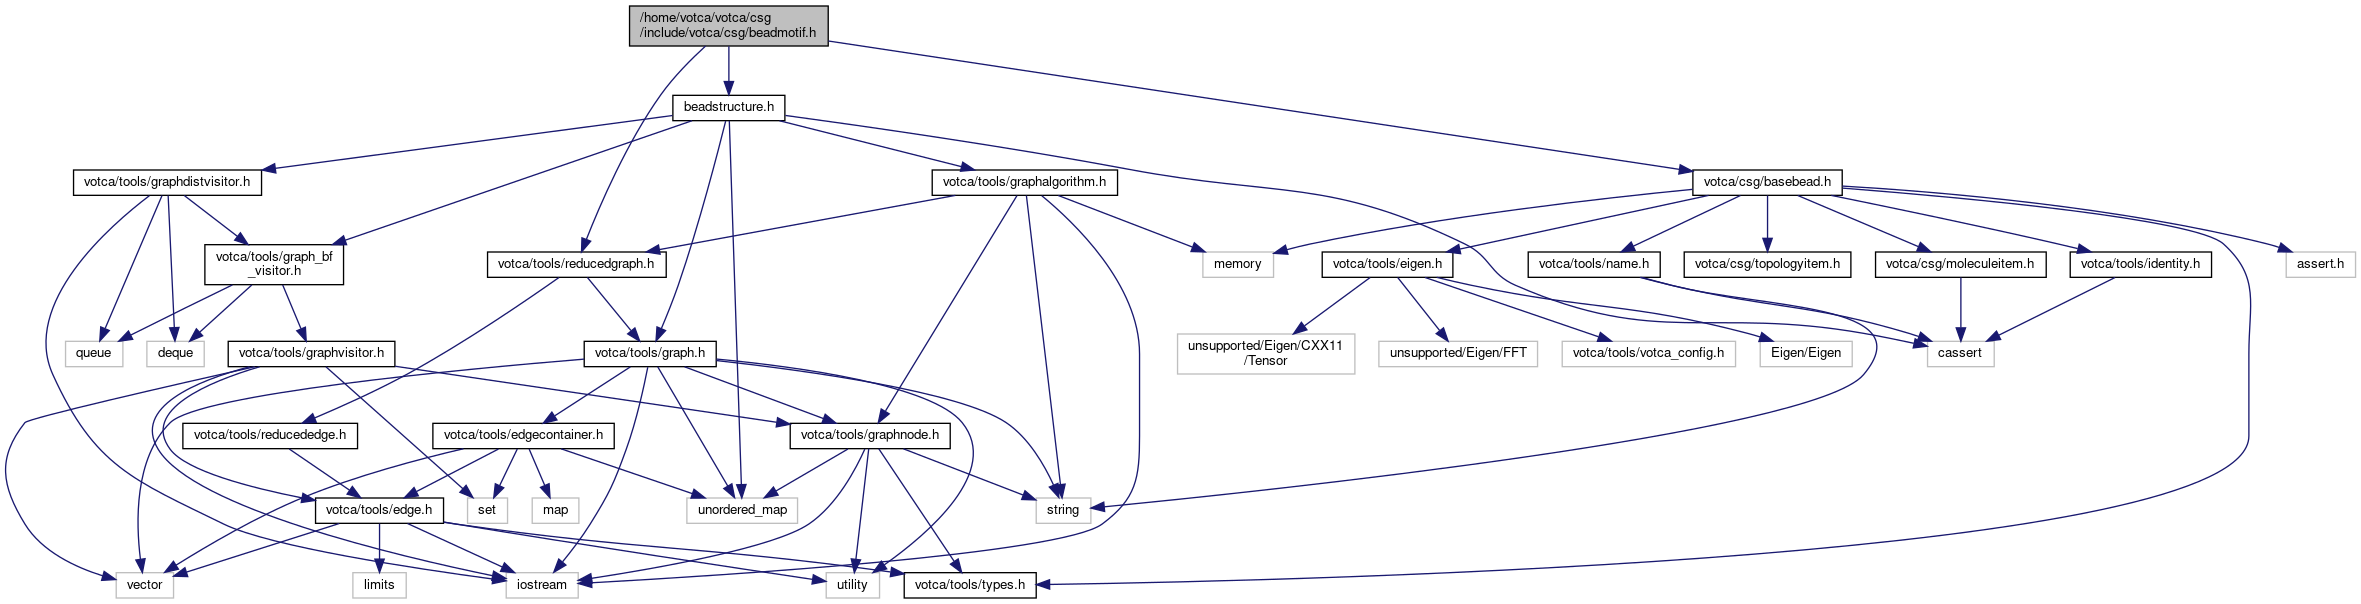 /home/votca/votca/csg
/include/votca/csg/beadmotif.h
beadstructure.h
votca/tools/graphdistvisitor.h
votca/tools/graphalgorithm.h
votca/csg/basebead.h
votca/tools/graph_bf
_visitor.h
votca/tools/reducedgraph.h
memory
votca/tools/eigen.h
votca/tools/name.h
votca/csg/topologyitem.h
votca/csg/moleculeitem.h
votca/tools/identity.h
assert.h
queue
deque
votca/tools/graphvisitor.h
votca/tools/graph.h
unsupported/Eigen/CXX11
/Tensor
unsupported/Eigen/FFT
votca/tools/votca_config.h
Eigen/Eigen
cassert
votca/tools/reducededge.h
votca/tools/edgecontainer.h
votca/tools/graphnode.h
votca/tools/edge.h
set
map
unordered_map
string
vector
limits
iostream
utility
votca/tools/types.h